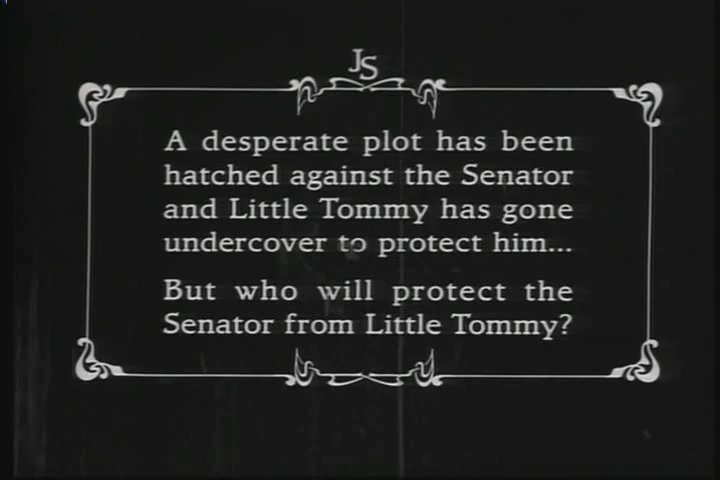 JS
A desperate plot has been
hatched against the Senator
and Little Tommy has gone
undercover to protect him...
But who will protect the
Senator from Little Tommy?